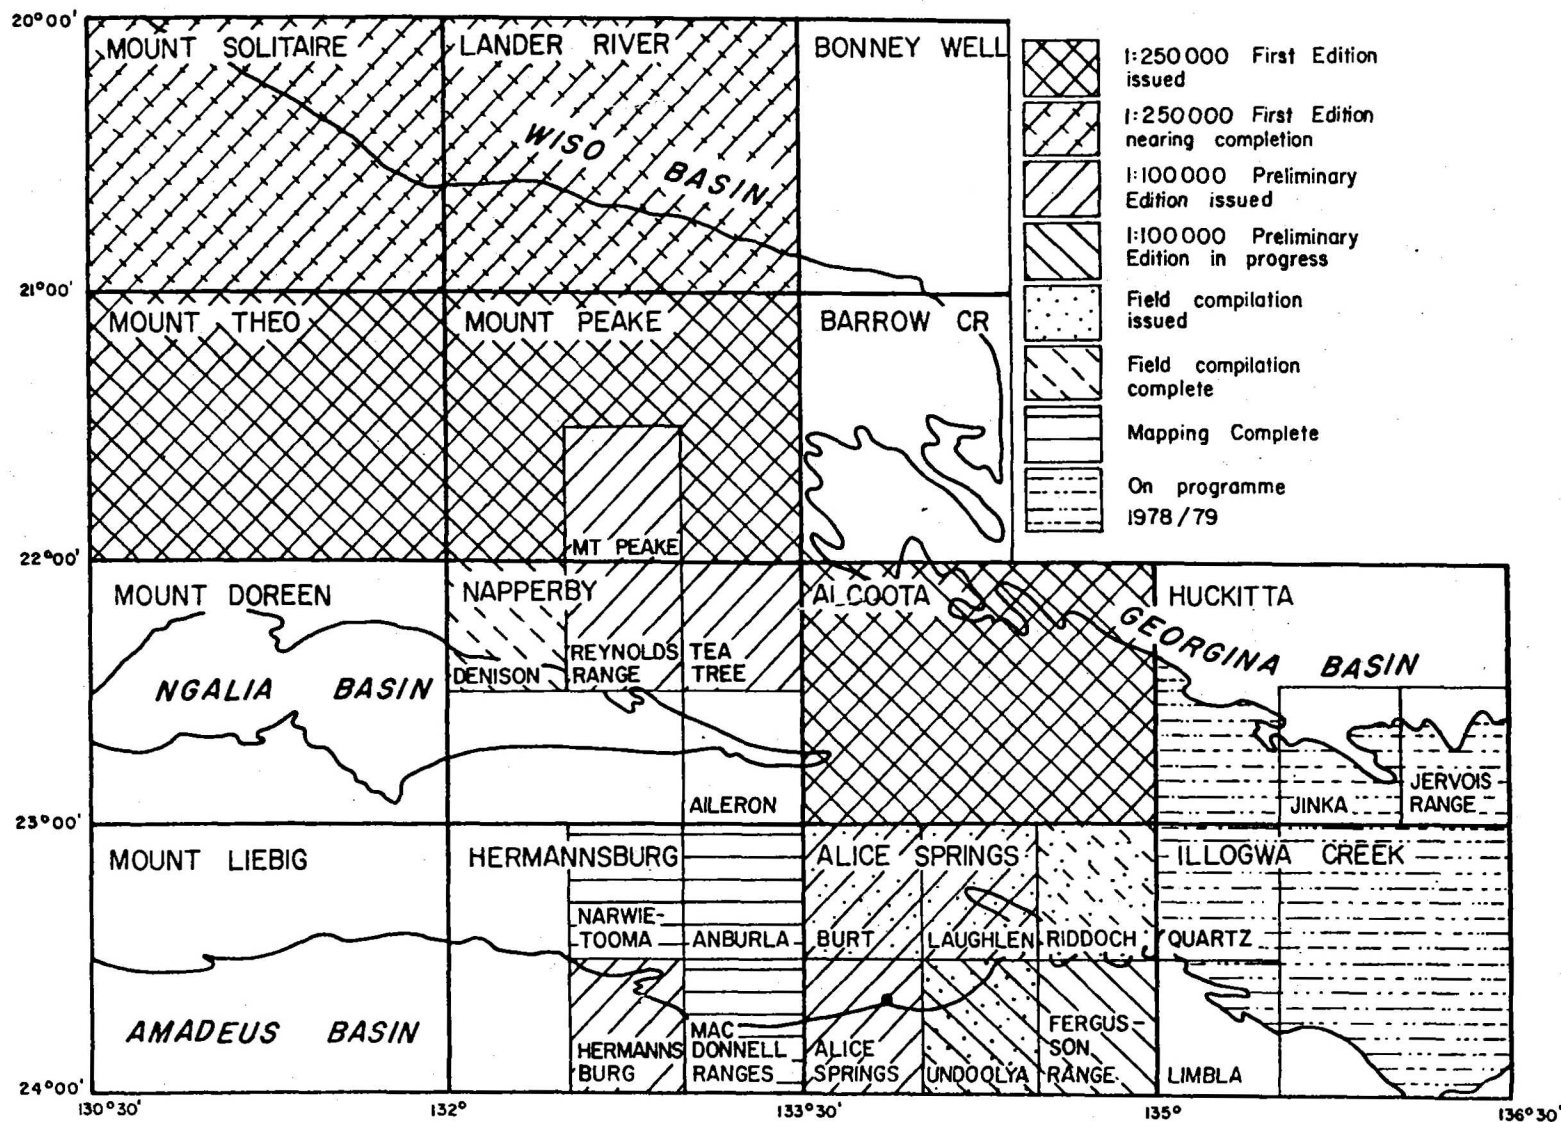 20°00'
MOUNT SOLITAIRE
LANDER RIVER
BONNEY WELL
WISO BASIN
21°00'
MOUNT THEO
MOUNT PEAKE
BARROW CR
MT PEAKE
22°00'
MOUNT DOREEN
NAPPERBY
ALCOOTA
HUCKITTA
GEORGINA BASIN
DENISON
REYNOLDS
RANGE
TEA
TREE
NGALIA BASIN
AILERON
JINKA
JERVOIS
RANGE
23°00'
MOUNT LIEBIG
HERMANNSBURG
ALICE SPRINGS
ILLOGWA CREEK
NARWIE-
TOOMA
ANBURLA
BURT
LAUGHLEN
RIDDOCH
QUARTZ
AMADEUS BASIN
HERMANNS
BURG
MAC
DONNELL
RANGES
ALICE
SPRINGS
UNDOOLYA
FERGUS-
SON
RANGE
LIMBLA
24°00'
130°30'
132°
133°30'
135°
136°30'
1:250 000 First Edition
issued
1:250 000 First Edition
nearing completion
1:100 000 Preliminary
Edition issued
1:100 000 Preliminary
Edition in progress
Field compilation
issued
Field compilation
complete
Mapping Complete
On programme
1978/79